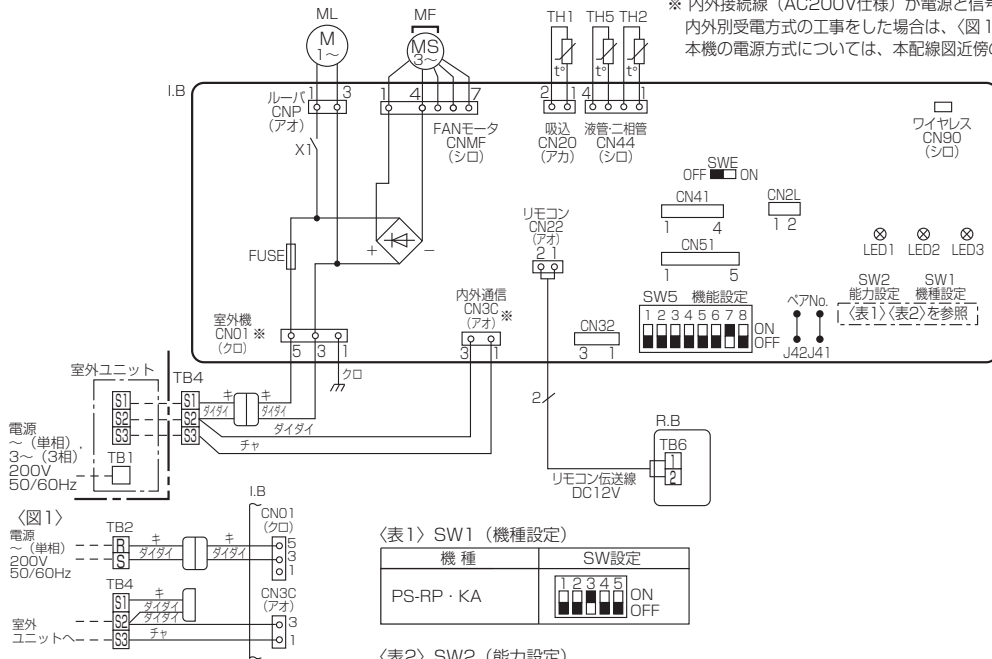 ※ 内外接続線（AC200V仕様）が電源と信号
内外別受電方式の工事をした場合は、〈図1
本機の電源方式については、本配線図近傍の
ML MF TH1 TH5 TH2
M 1～
MS 3～
t° t° t°
I.B
1 3
ルーバ CNP (アオ)
X1
1 4 7
FANモータ CNMF (シロ)
2 1
吸込 CN20 (アカ)
4 1
液管·二相管 CN44 (シロ)
ワイヤレス CN90 (シロ)
SWE
OFF ON
CN41
1 4
CN2L
1 2
CN51
1 5
リモコン CN22 (アオ)
2 1
LED1 LED2 LED3
SW2 能力設定
SW1 機種設定
〈表1〉〈表2〉を参照
FUSE
+ −
SW5 機能設定
1 2 3 4 5 6 7 8
ON
OFF
ペアNo.
J42 J41
室外機 CN01 ※ (クロ)
5 3 1
クロ
内外通信 CN3C ※ (アオ)
3 1
CN32
3 1
室外ユニット
TB4
S1 S1 キ キ
S2 S2 ダイダイ ダイダイ
S3 S3 ダイダイ
チャ
電源
～（単相）,
3～（3相）
200V
50/60Hz
TB1
2
R.B
TB6
1
2
リモコン伝送線
DC12V
〈図1〉
電源
～（単相）
200V
50/60Hz
TB2
R キ キ
S ダイダイ ダイダイ
I.B
CN01 (クロ)
5
3
1
TB4
S1 キ
S2 ダイダイ
ダイダイ
S3 チャ
室外
ユニットへ
CN3C (アオ)
3
1
〈表1〉SW1（機種設定）
機 種 SW設定
PS-RP・KA 1 2 3 4 5 ON OFF
〈表2〉SW2（能力設定）